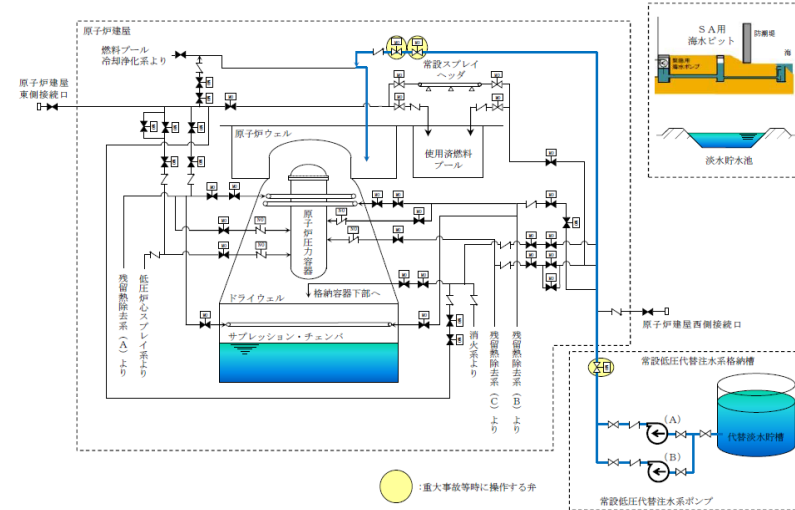 原子炉建屋
燃料プール
冷却浄化系より
原子炉建屋
東側接続口
常設スプレイ
ヘッダ
原子炉ウェル
使用済燃料
プール
原子炉圧力容器
ドライウェル
格納容器下部へ
サプレッション・チェンバ
残留熱除去系(A)より
低圧炉心スプレイ系より
消火系より
残留熱除去系(C)より
残留熱除去系(B)より
SA用
海水ピット
防潮堤
海
淡水貯水池
原子炉建屋西側接続口
常設低圧代替注水系格納槽
(A)
(B)
代替淡水貯槽
常設低圧代替注水系ポンプ
:重大事故等時に操作する弁